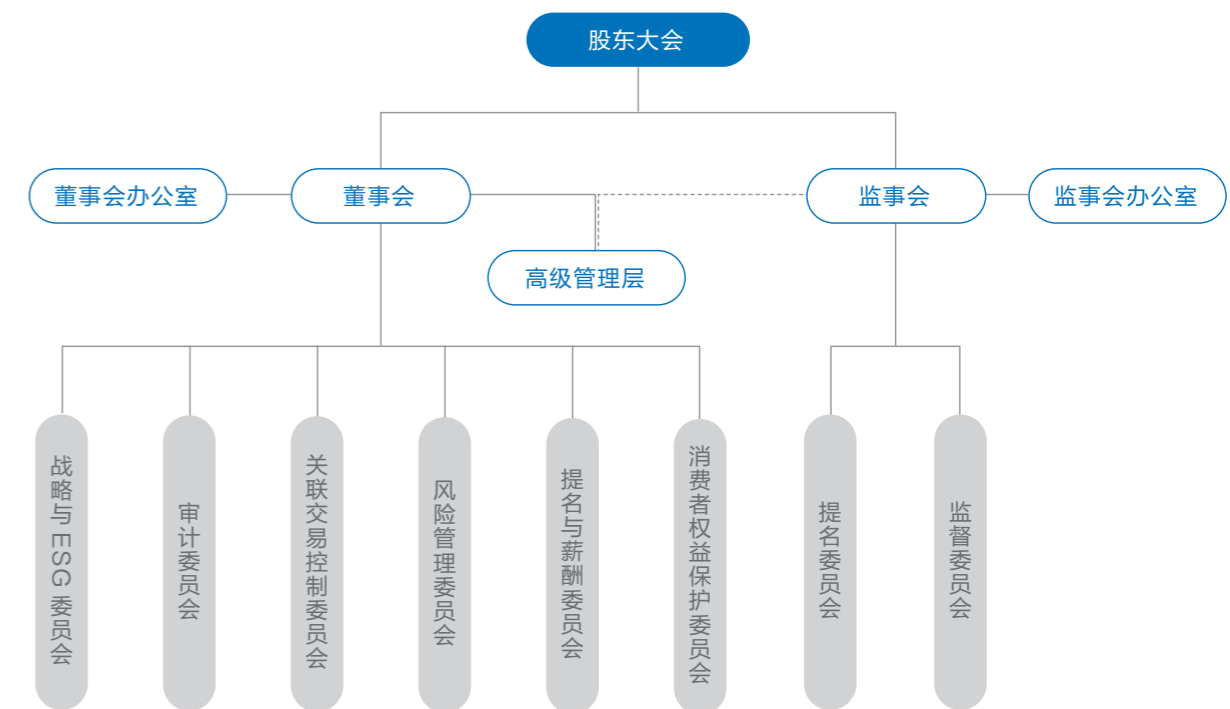 股东大会
董事会办公室
董事会
监事会
监事会办公室
高级管理层
战略与 ESG 委员会
审计委员会
关联交易控制委员会
风险管理委员会
提名与薪酬委员会
消费者权益保护委员会
提名委员会
监督委员会